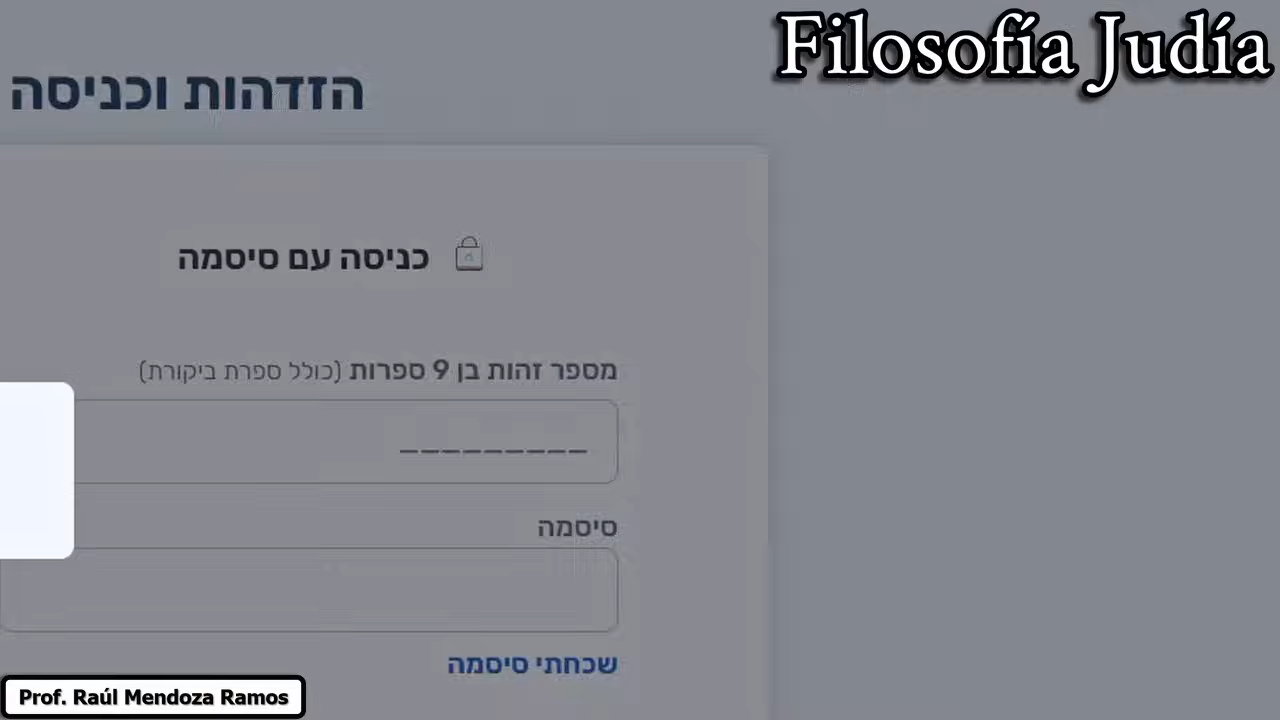 Filosofía Judía
הזדהות וכניסה
כניסה עם סיסמה
מספר זהות בן 9 ספרות (כולל ספרת ביקורת)
_________
סיסמה
שכחתי סיסמה
Prof. Raúl Mendoza Ramos